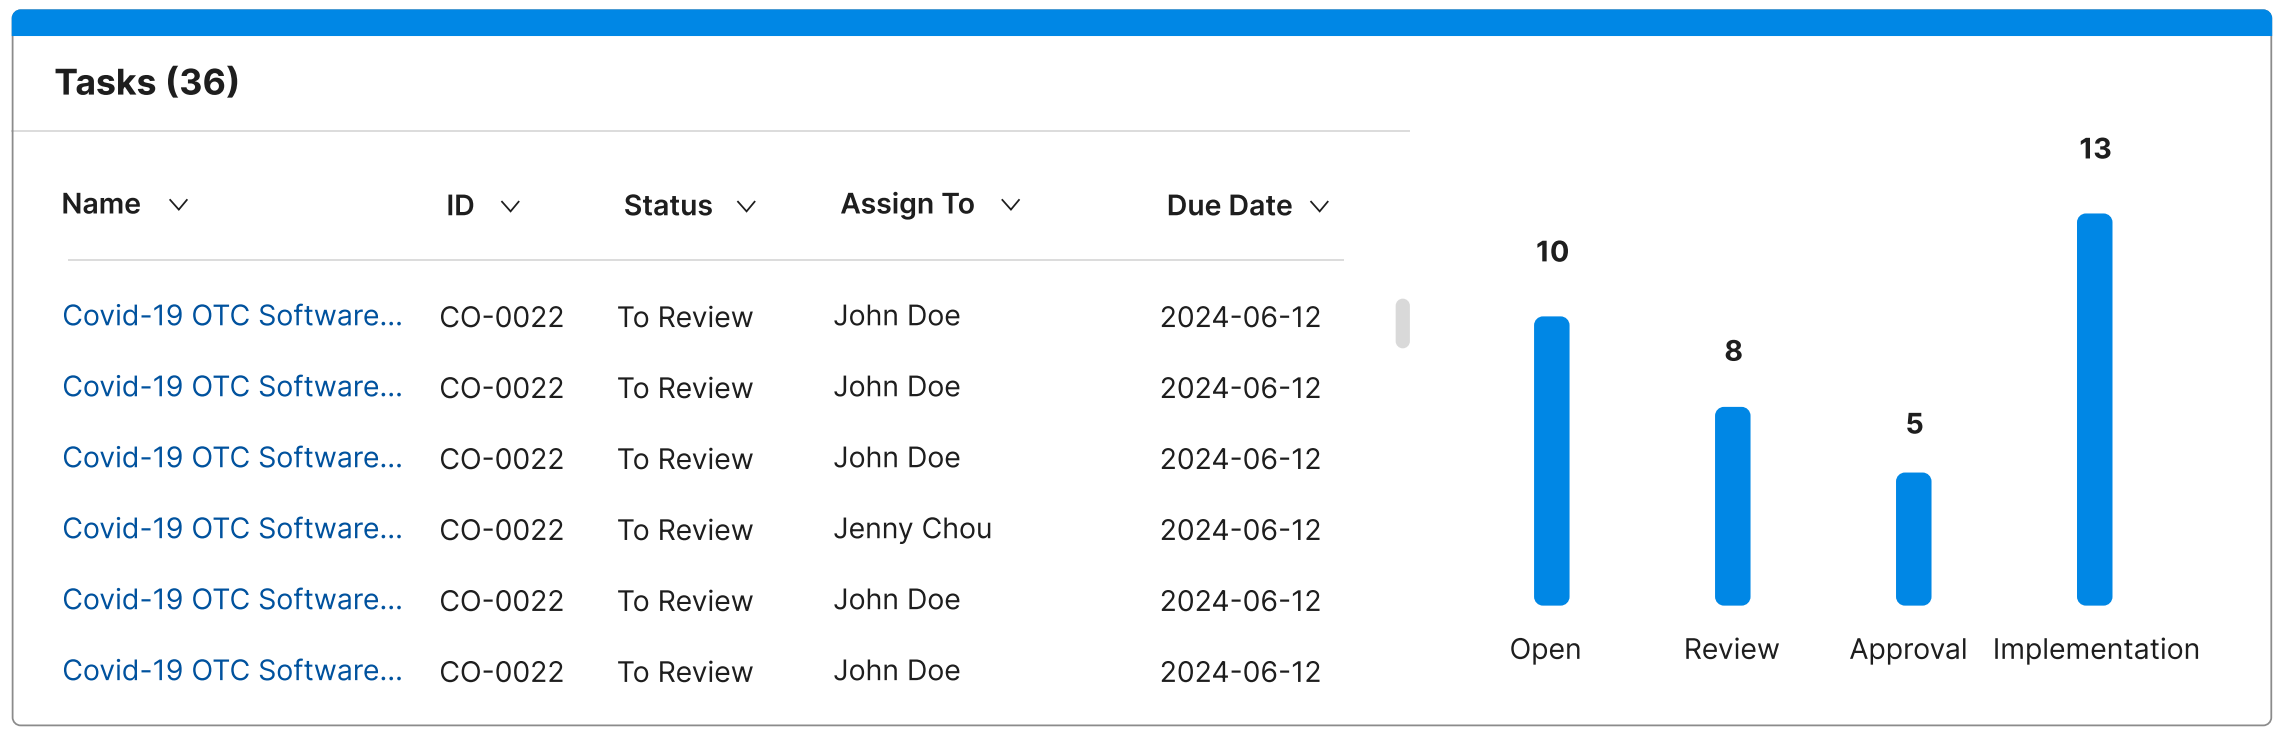 Tasks (36)
Name ID Status Assign To Due Date
Covid-19 OTC Software... CO-0022 To Review John Doe 2024-06-12
Covid-19 OTC Software... CO-0022 To Review John Doe 2024-06-12
Covid-19 OTC Software... CO-0022 To Review John Doe 2024-06-12
Covid-19 OTC Software... CO-0022 To Review Jenny Chou 2024-06-12
Covid-19 OTC Software... CO-0022 To Review John Doe 2024-06-12
Covid-19 OTC Software... CO-0022 To Review John Doe 2024-06-12
10 8 5 13
Open Review Approval Implementation